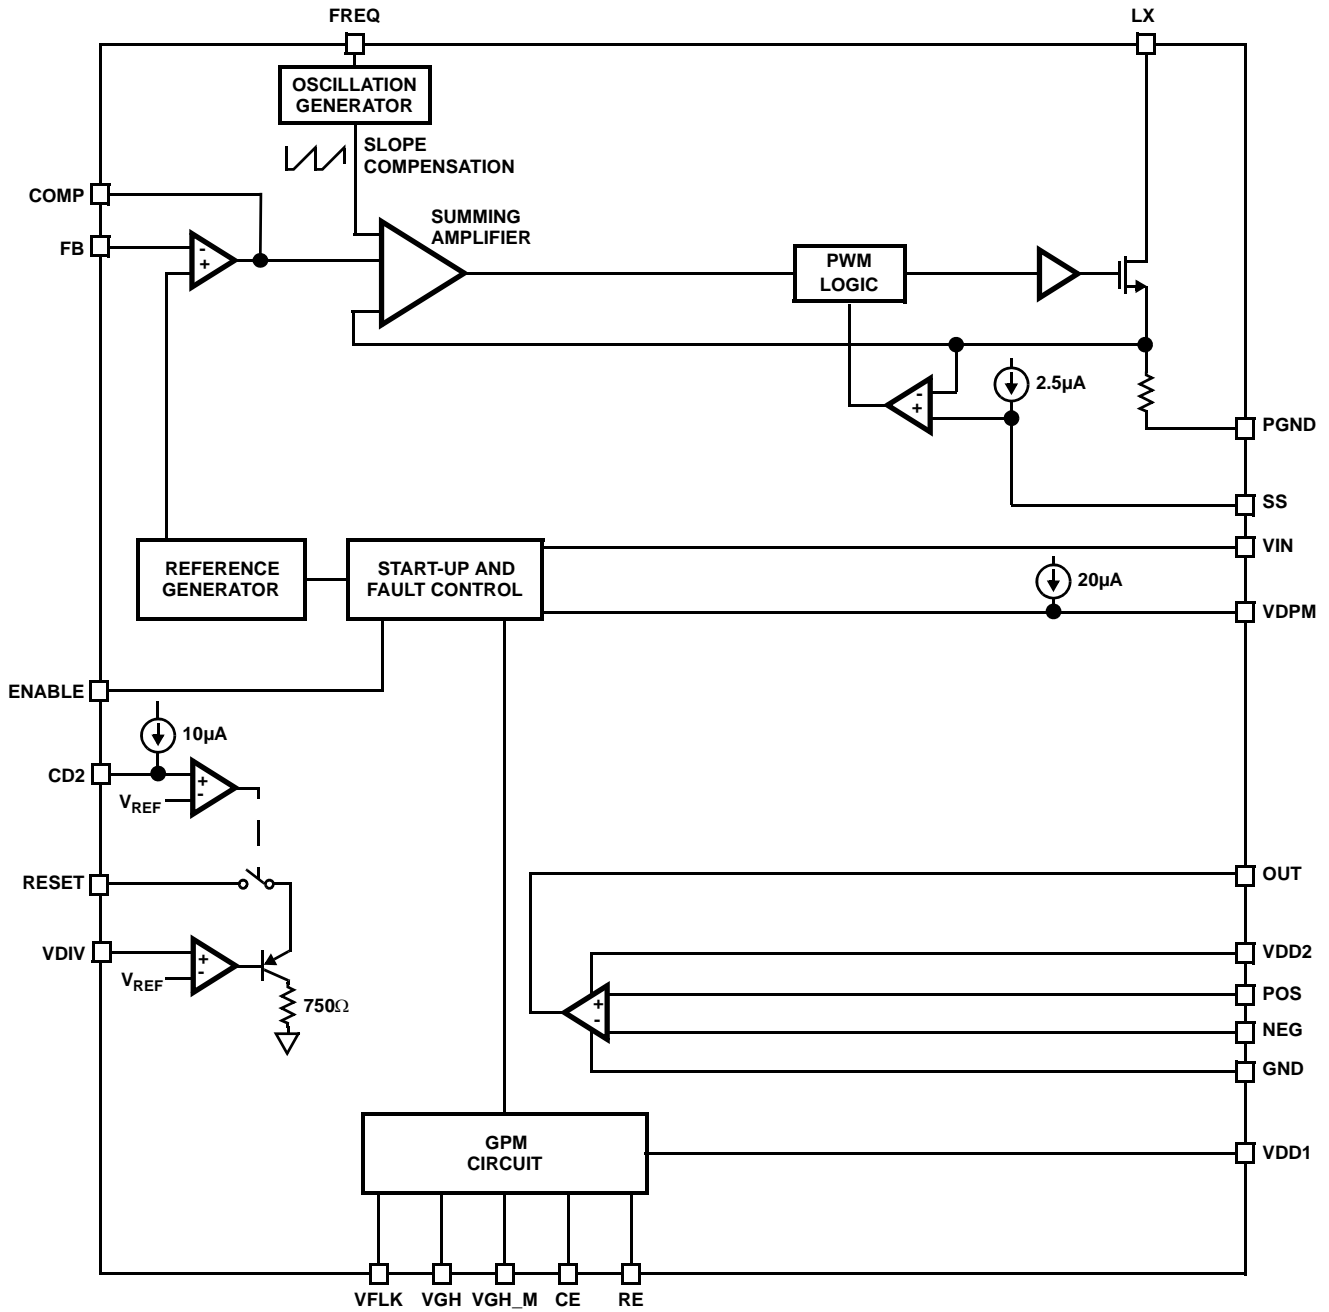 FREQ
LX
OSCILLATION
GENERATOR
SLOPE
COMPENSATION
COMP
SUMMING
AMPLIFIER
FB
-
+
PWM
LOGIC
2.5µA
-
+
PGND
SS
VIN
REFERENCE
GENERATOR
START-UP AND
FAULT CONTROL
20µA
VDPM
ENABLE
10µA
CD2
+
-
VREF
RESET
OUT
VDIV
+
-
VREF
750Ω
VDD2
POS
+
-
NEG
GND
GPM
CIRCUIT
VDD1
VFLK
VGH
VGH_M
CE
RE